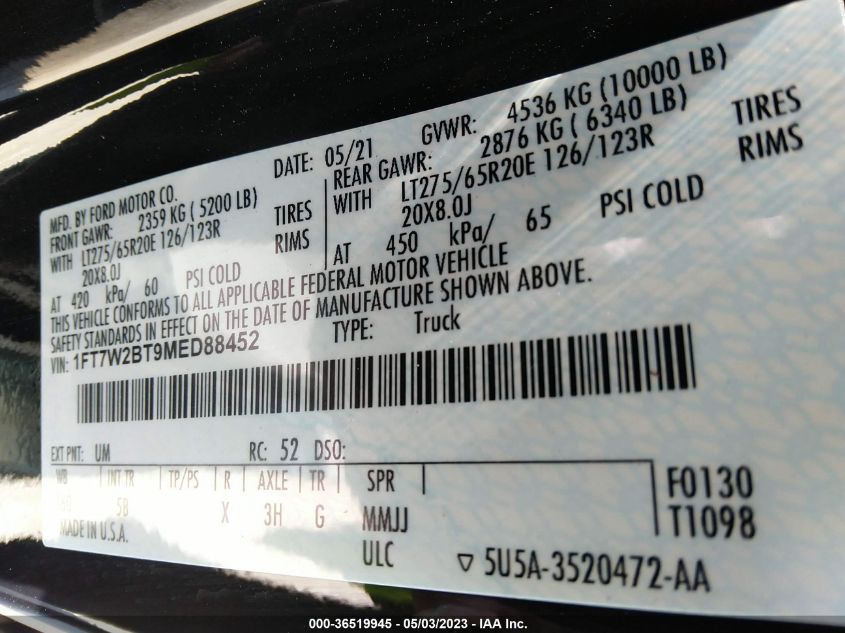 MFD. BY FORD MOTOR CO.
DATE: 05/21
GVWR: 4536 KG (10000 LB)
FRONT GAWR: 2359 KG ( 5200 LB)
REAR GAWR: 2876 KG ( 6340 LB)
WITH LT275/65R20E 126/123R TIRES
WITH LT275/65R20E 126/123R TIRES
20X8.0J RIMS
20X8.0J RIMS
AT 420 kPa/ 60 PSI COLD
AT 450 kPa/ 65 PSI COLD
THIS VEHICLE CONFORMS TO ALL APPLICABLE FEDERAL MOTOR VEHICLE
SAFETY STANDARDS IN EFFECT ON THE DATE OF MANUFACTURE SHOWN ABOVE.
VIN: 1FT7W2BT9MED88452
TYPE: Truck
EXT PNT: UM RC: 52 DSO:
WB INT TR TP/PS R AXLE TR SPR
160 5B X 3H G MMJJ
F0130
T1098
MADE IN U.S.A.
ULC
▽ 5U5A-3520472-AA
000-36519945 - 05/03/2023 - IAA Inc.